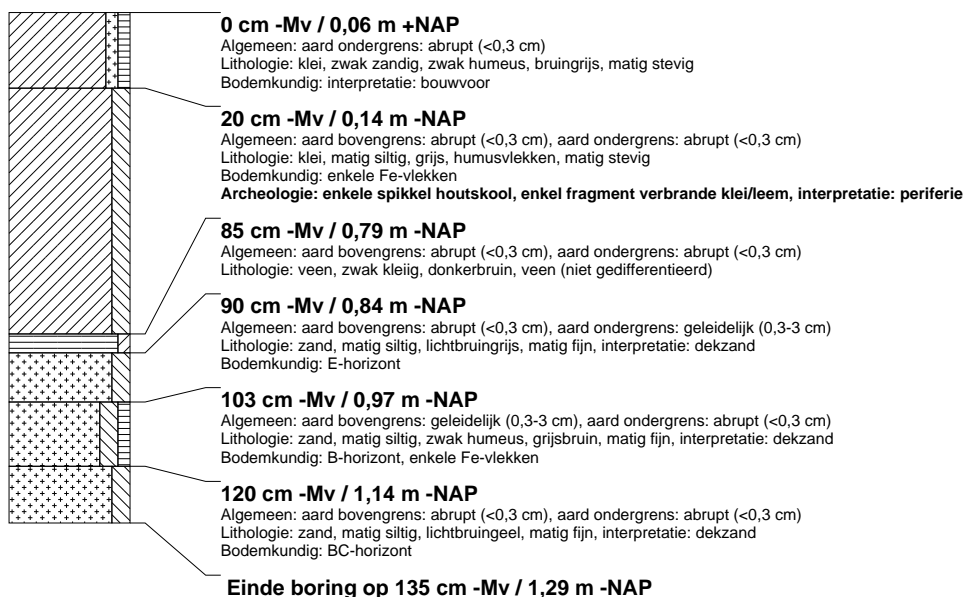 0 cm -Mv / 0,06 m +NAP
Algemeen: aard ondergrens: abrupt (<0,3 cm)
Lithologie: klei, zwak zandig, zwak humeus, bruingrijs, matig stevig
Bodemkundig: interpretatie: bouwvoor
20 cm -Mv / 0,14 m -NAP
Algemeen: aard bovengrens: abrupt (<0,3 cm), aard ondergrens: abrupt (<0,3 cm)
Lithologie: klei, matig siltig, grijs, humusvlekken, matig stevig
Bodemkundig: enkele Fe-vlekken
Archeologie: enkele spikkel houtskool, enkel fragment verbrande klei/leem, interpretatie: periferie
85 cm -Mv / 0,79 m -NAP
Algemeen: aard bovengrens: abrupt (<0,3 cm), aard ondergrens: abrupt (<0,3 cm)
Lithologie: veen, zwak kleiig, donkerbruin, veen (niet gedifferentieerd)
90 cm -Mv / 0,84 m -NAP
Algemeen: aard bovengrens: abrupt (<0,3 cm), aard ondergrens: geleidelijk (0,3-3 cm)
Lithologie: zand, matig siltig, lichtbruingrijs, matig fijn, interpretatie: dekzand
Bodemkundig: E-horizont
103 cm -Mv / 0,97 m -NAP
Algemeen: aard bovengrens: geleidelijk (0,3-3 cm), aard ondergrens: abrupt (<0,3 cm)
Lithologie: zand, matig siltig, zwak humeus, grijsbruin, matig fijn, interpretatie: dekzand
Bodemkundig: B-horizont, enkele Fe-vlekken
120 cm -Mv / 1,14 m -NAP
Algemeen: aard bovengrens: abrupt (<0,3 cm), aard ondergrens: abrupt (<0,3 cm)
Lithologie: zand, matig siltig, lichtbruingeel, matig fijn, interpretatie: dekzand
Bodemkundig: BC-horizont
Einde boring op 135 cm -Mv / 1,29 m -NAP